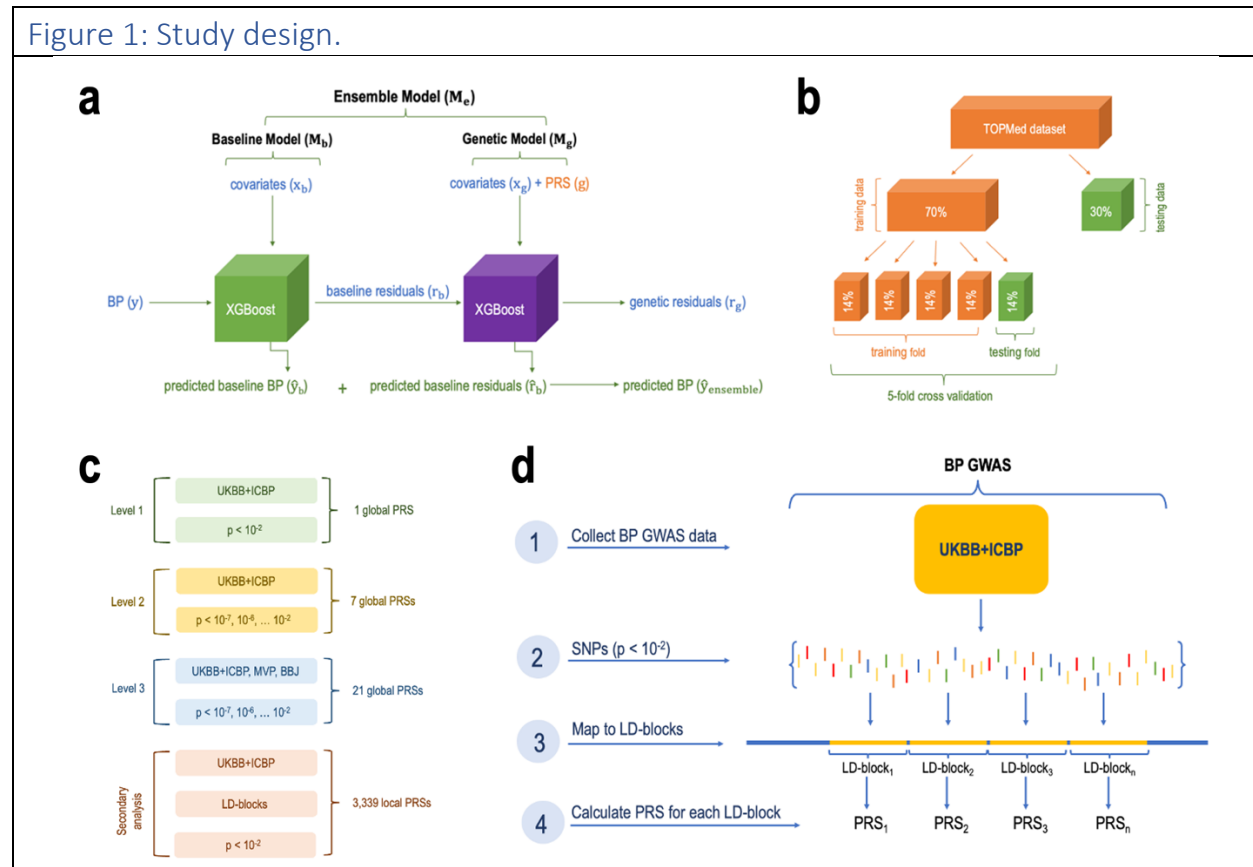 Figure 1: Study design.
a
Ensemble Model (Mₑ)
Baseline Model (M_b)
Genetic Model (M_g)
covariates (x_b)
covariates (x_g) + PRS (g)
BP (y)
XGBoost
baseline residuals (r_b)
XGBoost
genetic residuals (r_g)
predicted baseline BP (ŷ_b)
+
predicted baseline residuals (r̂_b)
predicted BP (ŷ_ensemble)
b
TOPMed dataset
training data
70%
30%
testing data
14%
14%
14%
14%
14%
training fold
testing fold
5-fold cross validation
c
Level 1
UKBB+ICBP
p < 10⁻²
1 global PRS
Level 2
UKBB+ICBP
p < 10⁻⁷, 10⁻⁶, ... 10⁻²
7 global PRSs
Level 3
UKBB+ICBP, MVP, BBJ
p < 10⁻⁷, 10⁻⁶, ... 10⁻²
21 global PRSs
Secondary
analysis
UKBB+ICBP
LD-blocks
p < 10⁻²
3,339 local PRSs
d
BP GWAS
1
Collect BP GWAS data
UKBB+ICBP
2
SNPs (p < 10⁻²)
3
Map to LD-blocks
LD-block₁
LD-block₂
LD-block₃
LD-blockₙ
4
Calculate PRS for each LD-block
PRS₁
PRS₂
PRS₃
PRSₙ